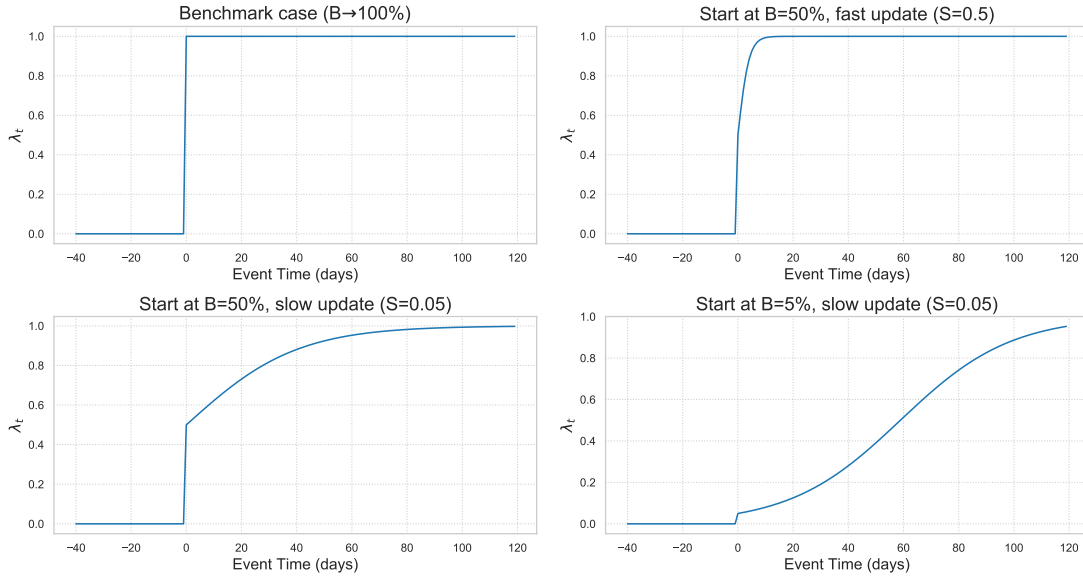 Benchmark case (B→100%)
1.0
0.8
0.6
0.4
0.2
0.0
λt
−40 −20 0 20 40 60 80 100 120
Event Time (days)
Start at B=50%, fast update (S=0.5)
1.0
0.8
0.6
0.4
0.2
0.0
λt
−40 −20 0 20 40 60 80 100 120
Event Time (days)
Start at B=50%, slow update (S=0.05)
1.0
0.8
0.6
0.4
0.2
0.0
λt
−40 −20 0 20 40 60 80 100 120
Event Time (days)
Start at B=5%, slow update (S=0.05)
1.0
0.8
0.6
0.4
0.2
0.0
λt
−40 −20 0 20 40 60 80 100 120
Event Time (days)